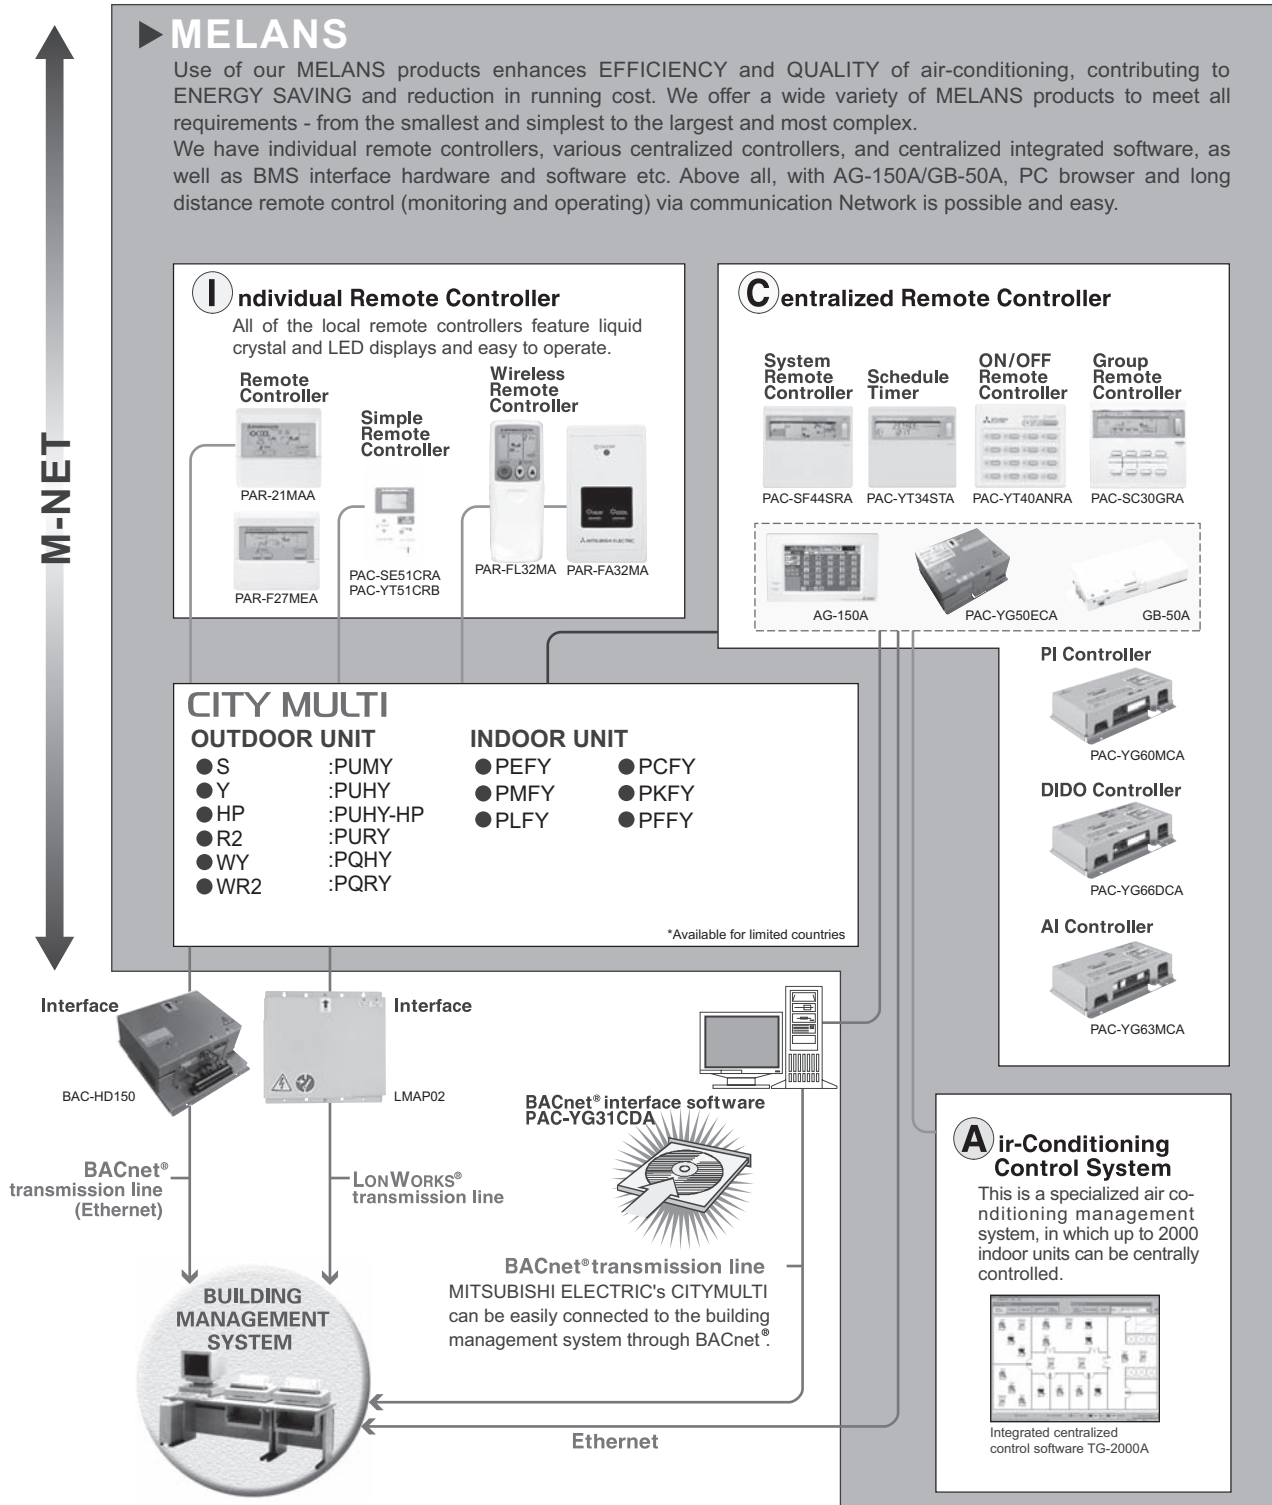 MELANS
Use of our MELANS products enhances EFFICIENCY and QUALITY of air-conditioning, contributing to
ENERGY SAVING and reduction in running cost. We offer a wide variety of MELANS products to meet all
requirements - from the smallest and simplest to the largest and most complex.
We have individual remote controllers, various centralized controllers, and centralized integrated software, as
well as BMS interface hardware and software etc. Above all, with AG-150A/GB-50A, PC browser and long
distance remote control (monitoring and operating) via communication Network is possible and easy.
M-NET
Individual Remote Controller
All of the local remote controllers feature liquid
crystal and LED displays and easy to operate.
Remote
Controller
PAR-21MAA
PAR-F27MEA
Simple
Remote
Controller
PAC-SE51CRA
PAC-YT51CRB
Wireless
Remote
Controller
PAR-FL32MA
MITSUBISHI ELECTRIC
PAR-FA32MA
Centralized Remote Controller
System
Remote
Controller
PAC-SF44SRA
Schedule
Timer
PAC-YT34STA
ON/OFF
Remote
Controller
PAC-YT40ANRA
Group
Remote
Controller
PAC-SC30GRA
AG-150A
PAC-YG50ECA
GB-50A
PI Controller
PAC-YG60MCA
DIDO Controller
PAC-YG66DCA
AI Controller
PAC-YG63MCA
CITY MULTI
OUTDOOR UNIT
●S :PUMY
●Y :PUHY
●HP :PUHY-HP
●R2 :PURY
●WY :PQHY
●WR2 :PQRY
INDOOR UNIT
●PEFY ●PCFY
●PMFY ●PKFY
●PLFY ●PFFY
*Available for limited countries
Interface
BAC-HD150
Interface
LMAP02
BACnet®
transmission line
(Ethernet)
LONWORKS®
transmission line
BUILDING
MANAGEMENT
SYSTEM
BACnet® interface software
PAC-YG31CDA
BACnet® transmission line
MITSUBISHI ELECTRIC's CITYMULTI
can be easily connected to the building
management system through BACnet®.
Ethernet
Air-Conditioning
Control System
This is a specialized air co-
nditioning management
system, in which up to 2000
indoor units can be centrally
controlled.
Integrated centralized
control software TG-2000A